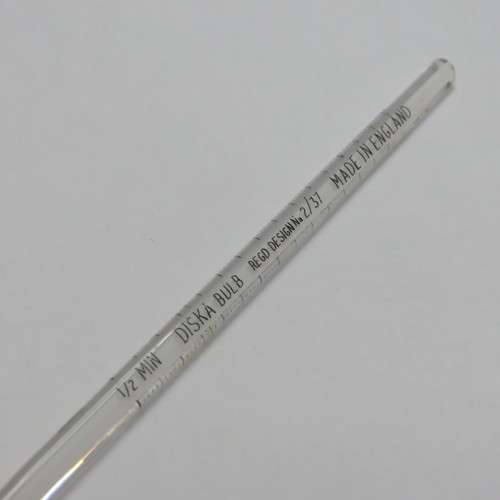 1/2 MIN DISKA BULB REGD DESIGN No 2/37 MADE IN ENGLAND